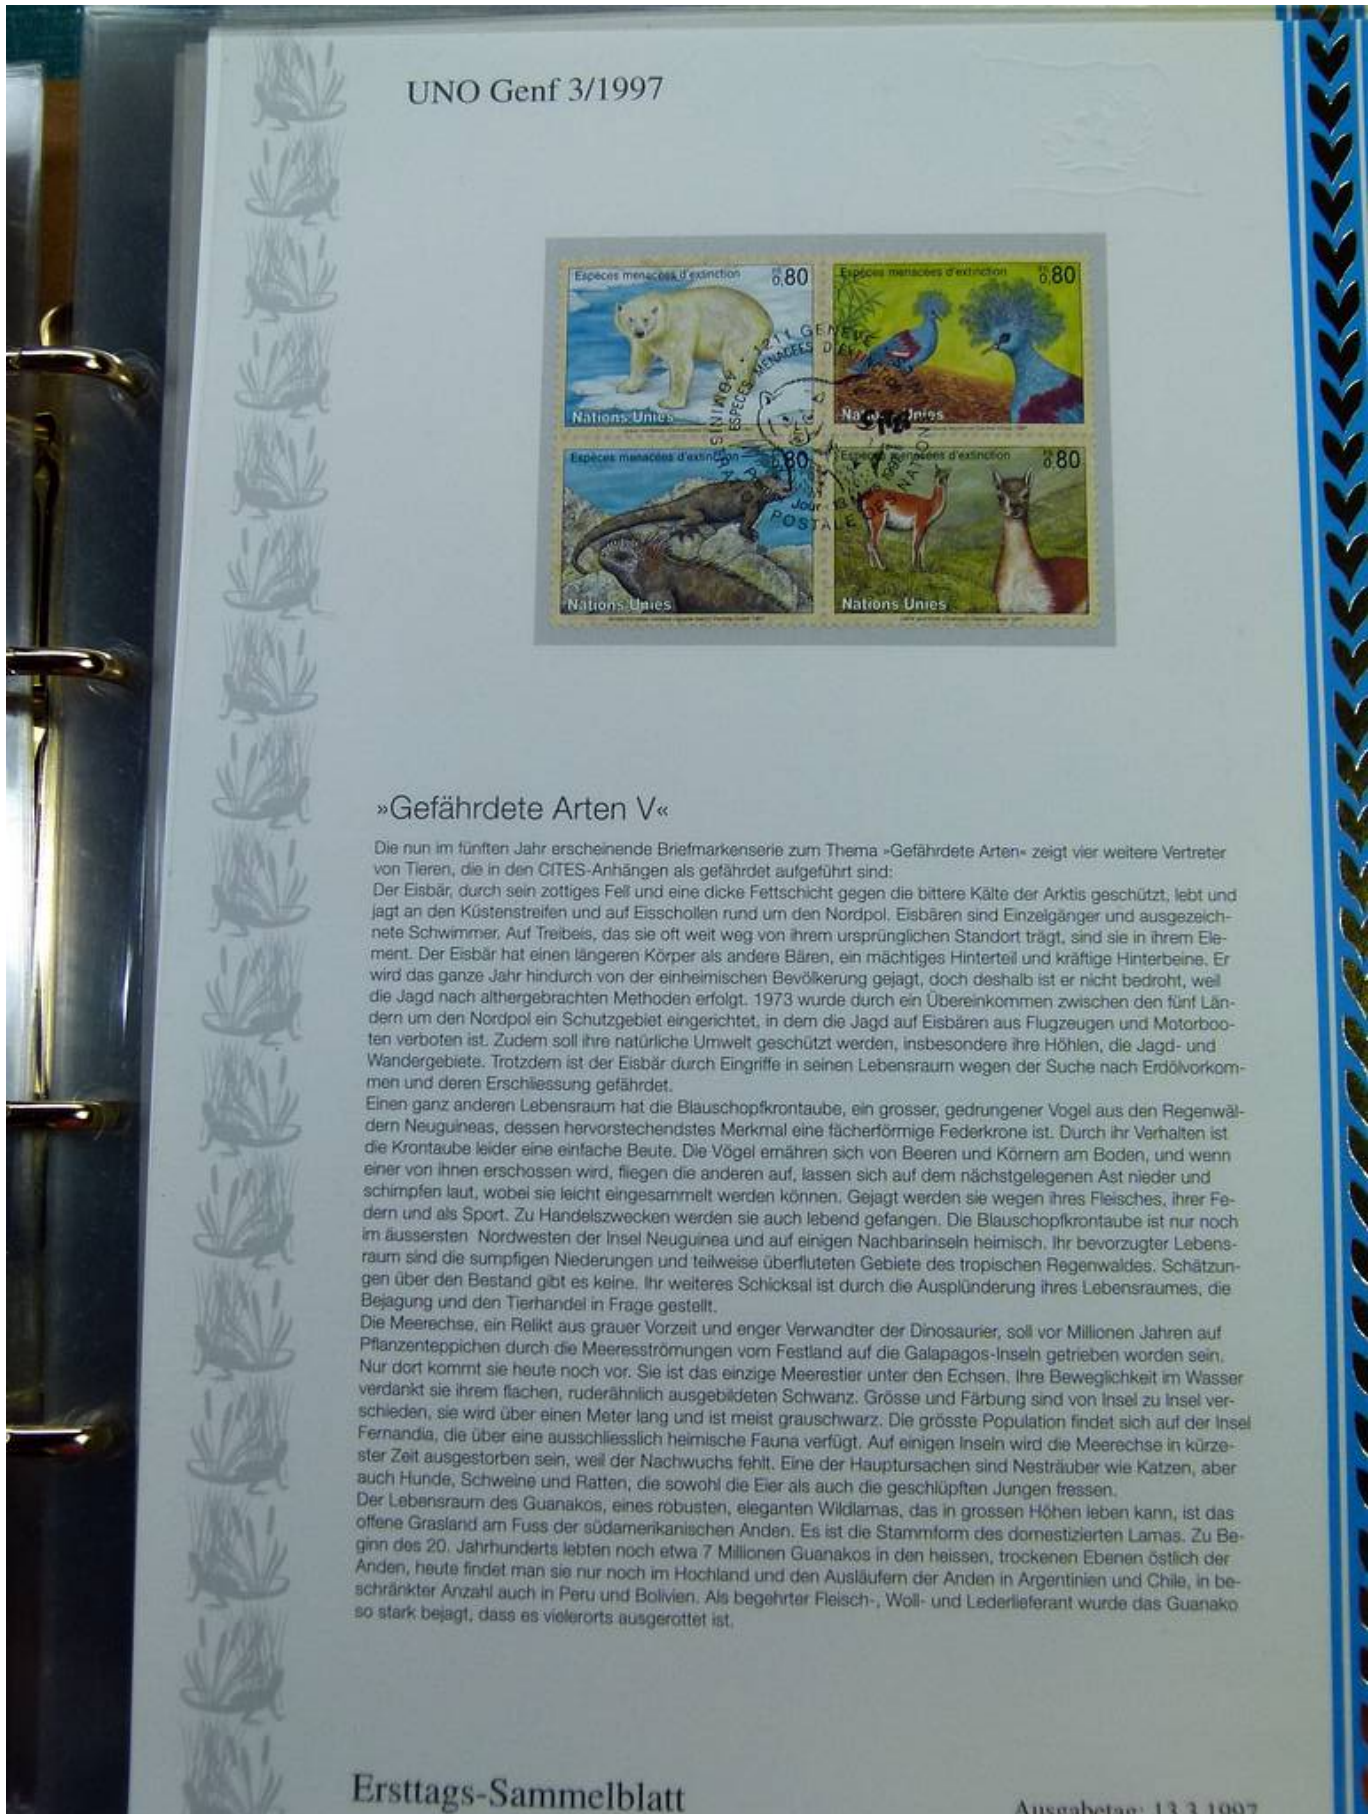 UNO Genf 3/1997
Espèces menacées d'extinction FS 0,80
Nations Unies
Espèces menacées d'extinction FS 0,80
Nations Unies
1211 GENÈVE
ESPÈCES MENACÉES D'EXTINCTION
POSTALE DES NATIONS
Espèces menacées d'extinction 80
Nations Unies
Espèces menacées d'extinction FS 0,80
Nations Unies
»Gefährdete Arten V«
Die nun im fünften Jahr erscheinende Briefmarkenserie zum Thema »Gefährdete Arten« zeigt vier weitere Vertreter
von Tieren, die in den CITES-Anhängen als gefährdet aufgeführt sind:
Der Eisbär, durch sein zottiges Fell und eine dicke Fettschicht gegen die bittere Kälte der Arktis geschützt, lebt und
jagt an den Küstenstreifen und auf Eisschollen rund um den Nordpol. Eisbären sind Einzelgänger und ausgezeich-
nete Schwimmer. Auf Treibeis, das sie oft weit weg von ihrem ursprünglichen Standort trägt, sind sie in ihrem Ele-
ment. Der Eisbär hat einen längeren Körper als andere Bären, ein mächtiges Hinterteil und kräftige Hinterbeine. Er
wird das ganze Jahr hindurch von der einheimischen Bevölkerung gejagt, doch deshalb ist er nicht bedroht, weil
die Jagd nach althergebrachten Methoden erfolgt. 1973 wurde durch ein Übereinkommen zwischen den fünf Län-
dern um den Nordpol ein Schutzgebiet eingerichtet, in dem die Jagd auf Eisbären aus Flugzeugen und Motorboo-
ten verboten ist. Zudem soll ihre natürliche Umwelt geschützt werden, insbesondere ihre Höhlen, die Jagd- und
Wandergebiete. Trotzdem ist der Eisbär durch Eingriffe in seinen Lebensraum wegen der Suche nach Erdölvorkom-
men und deren Erschliessung gefährdet.
Einen ganz anderen Lebensraum hat die Blauschopfkrontaube, ein grosser, gedrungener Vogel aus den Regenwäl-
dern Neuguineas, dessen hervorstechendstes Merkmal eine fächerförmige Federkrone ist. Durch ihr Verhalten ist
die Krontaube leider eine einfache Beute. Die Vögel ernähren sich von Beeren und Körnern am Boden, und wenn
einer von ihnen erschossen wird, fliegen die anderen auf, lassen sich auf dem nächstgelegenen Ast nieder und
schimpfen laut, wobei sie leicht eingesammelt werden können. Gejagt werden sie wegen ihres Fleisches, ihrer Fe-
dern und als Sport. Zu Handelszwecken werden sie auch lebend gefangen. Die Blauschopfkrontaube ist nur noch
im äussersten Nordwesten der Insel Neuguinea und auf einigen Nachbarinseln heimisch. Ihr bevorzugter Lebens-
raum sind die sumpfigen Niederungen und teilweise überfluteten Gebiete des tropischen Regenwaldes. Schätzun-
gen über den Bestand gibt es keine. Ihr weiteres Schicksal ist durch die Ausplünderung ihres Lebensraumes, die
Bejagung und den Tierhandel in Frage gestellt.
Die Meerechse, ein Relikt aus grauer Vorzeit und enger Verwandter der Dinosaurier, soll vor Millionen Jahren auf
Pflanzenteppichen durch die Meeresströmungen vom Festland auf die Galapagos-Inseln getrieben worden sein.
Nur dort kommt sie heute noch vor. Sie ist das einzige Meerestier unter den Echsen. Ihre Beweglichkeit im Wasser
verdankt sie ihrem flachen, ruderähnlich ausgebildeten Schwanz. Grösse und Färbung sind von Insel zu Insel ver-
schieden, sie wird über einen Meter lang und ist meist grauschwarz. Die grösste Population findet sich auf der Insel
Fernandia, die über eine ausschliesslich heimische Fauna verfügt. Auf einigen Inseln wird die Meerechse in kürze-
ster Zeit ausgestorben sein, weil der Nachwuchs fehlt. Eine der Hauptursachen sind Nesträuber wie Katzen, aber
auch Hunde, Schweine und Ratten, die sowohl die Eier als auch die geschlüpften Jungen fressen.
Der Lebensraum des Guanakos, eines robusten, eleganten Wildlamas, das in grossen Höhen leben kann, ist das
offene Grasland am Fuss der südamerikanischen Anden. Es ist die Stammform des domestizierten Lamas. Zu Be-
ginn des 20. Jahrhunderts lebten noch etwa 7 Millionen Guanakos in den heissen, trockenen Ebenen östlich der
Anden, heute findet man sie nur noch im Hochland und den Ausläufern der Anden in Argentinien und Chile, in be-
schränkter Anzahl auch in Peru und Bolivien. Als begehrter Fleisch-, Woll- und Lederlieferant wurde das Guanako
so stark bejagt, dass es vielerorts ausgerottet ist.
Ersttags-Sammelblatt
Ausgabetag: 13.3.1997